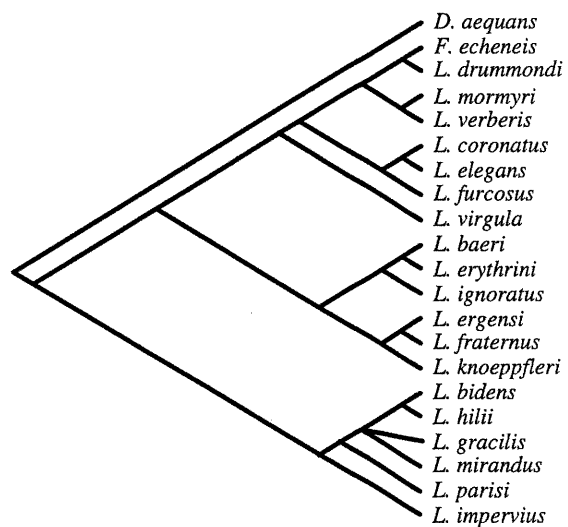 D. aequans
F. echeneis
L. drummondi
L. mormyri
L. verberis
L. coronatus
L. elegans
L. furcosus
L. virgula
L. baeri
L. erythrini
L. ignoratus
L. ergensi
L. fraternus
L. knoeppfleri
L. bidens
L. hilii
L. gracilis
L. mirandus
L. parisi
L. impervius